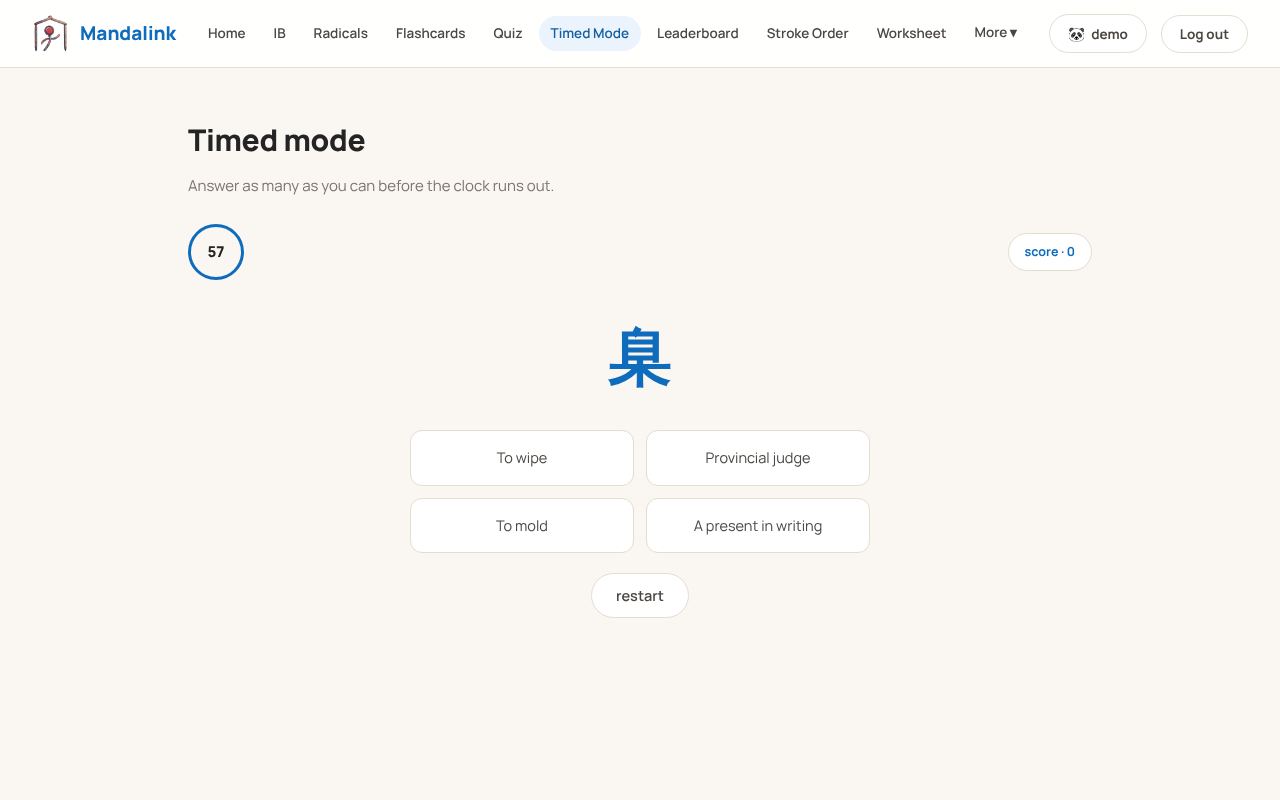 Mandalink
Home
IB
Radicals
Flashcards
Quiz
Timed Mode
Leaderboard
Stroke Order
Worksheet
More ▾
🐼 demo
Log out
Timed mode
Answer as many as you can before the clock runs out.
57
score · 0
臬
To wipe
Provincial judge
To mold
A present in writing
restart